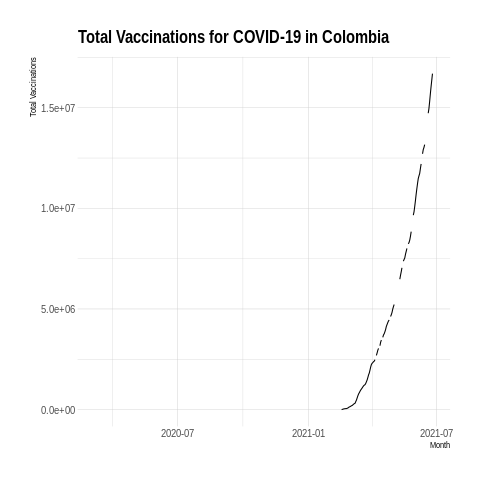 Total Vaccinations for COVID-19 in Colombia
Total Vaccinations
1.5e+07
1.0e+07
5.0e+06
0.0e+00
2020-07
2021-01
2021-07
Month